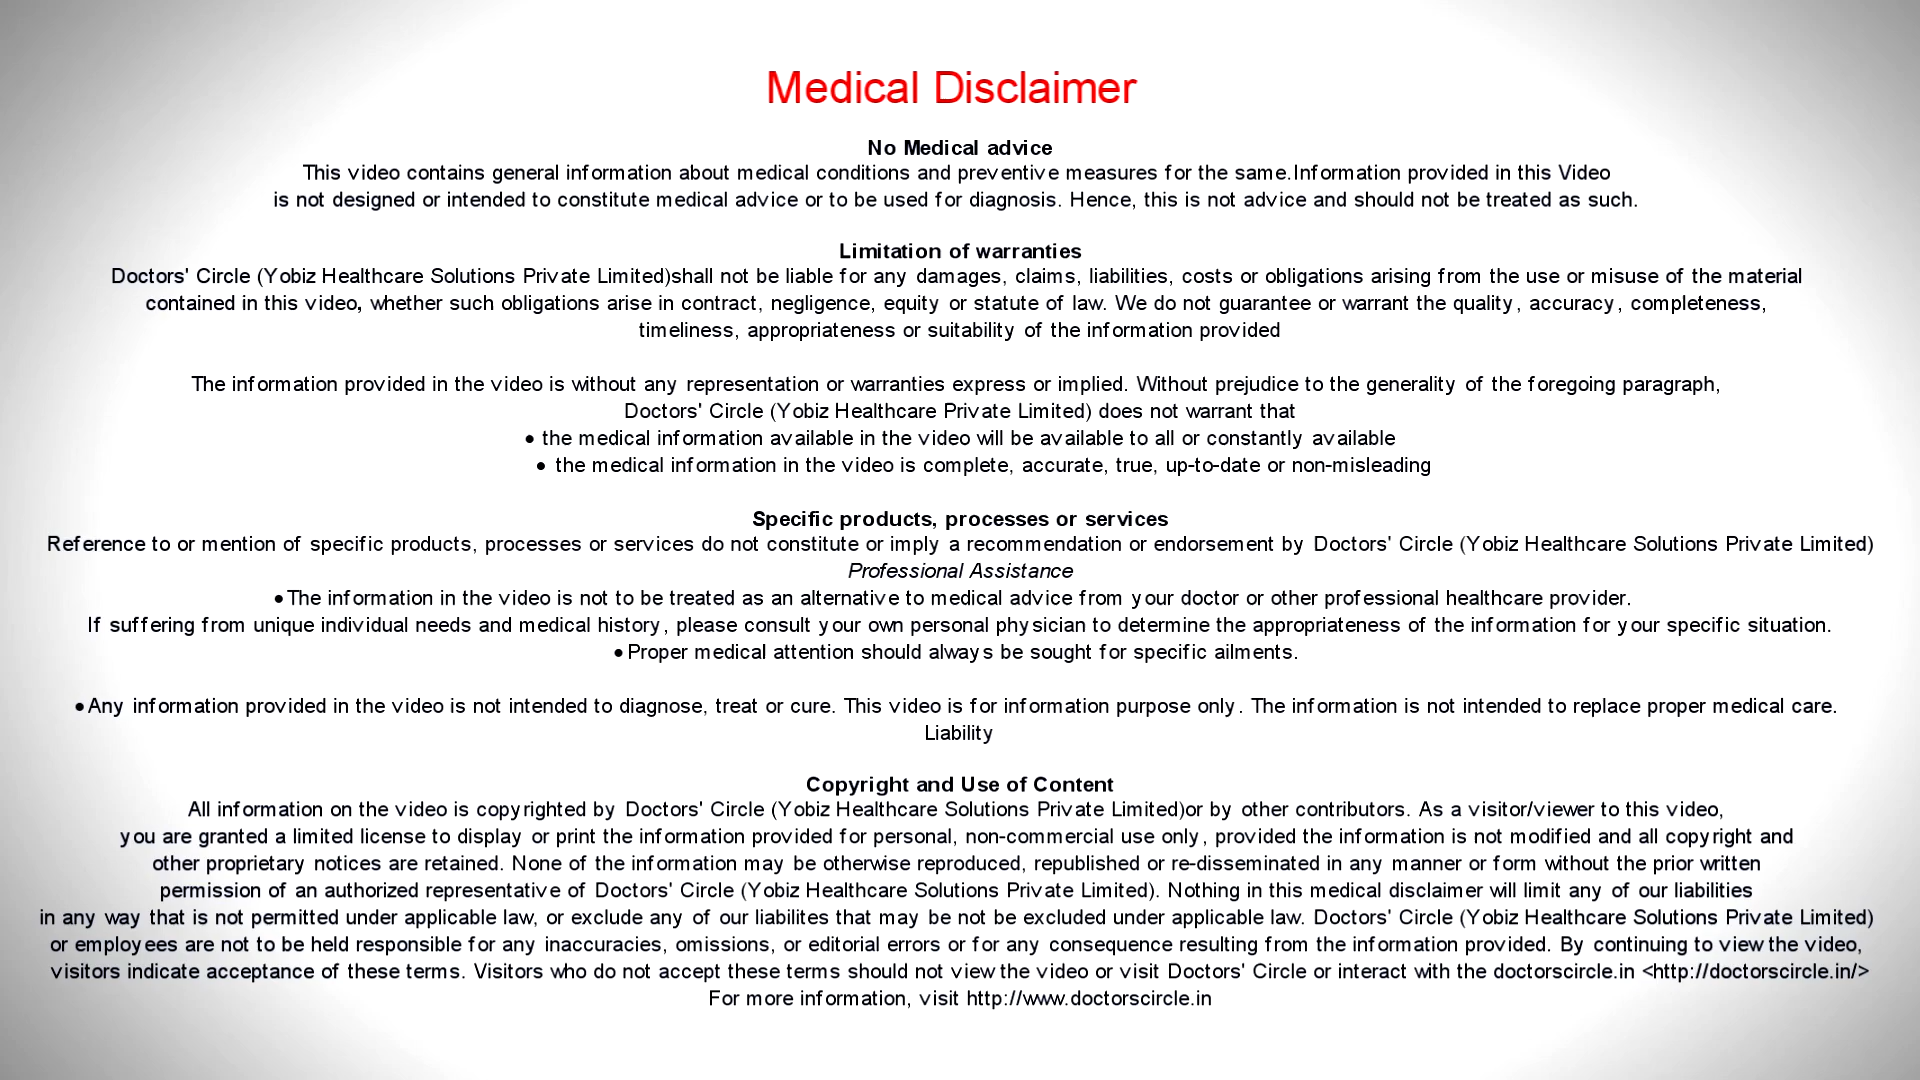 Medical Disclaimer
No Medical advice
This video contains general information about medical conditions and preventive measures for the same.Information provided in this Video
is not designed or intended to constitute medical advice or to be used for diagnosis. Hence, this is not advice and should not be treated as such.
Limitation of warranties
Doctors' Circle (Yobiz Healthcare Solutions Private Limited)shall not be liable for any damages, claims, liabilities, costs or obligations arising from the use or misuse of the material
contained in this video, whether such obligations arise in contract, negligence, equity or statute of law. We do not guarantee or warrant the quality, accuracy, completeness,
timeliness, appropriateness or suitability of the information provided
The information provided in the video is without any representation or warranties express or implied. Without prejudice to the generality of the foregoing paragraph,
Doctors' Circle (Yobiz Healthcare Private Limited) does not warrant that
• the medical information available in the video will be available to all or constantly available
• the medical information in the video is complete, accurate, true, up-to-date or non-misleading
Specific products, processes or services
Reference to or mention of specific products, processes or services do not constitute or imply a recommendation or endorsement by Doctors' Circle (Yobiz Healthcare Solutions Private Limited)
Professional Assistance
•The information in the video is not to be treated as an alternative to medical advice from your doctor or other professional healthcare provider.
If suffering from unique individual needs and medical history, please consult your own personal physician to determine the appropriateness of the information for your specific situation.
•Proper medical attention should always be sought for specific ailments.
•Any information provided in the video is not intended to diagnose, treat or cure. This video is for information purpose only. The information is not intended to replace proper medical care.
Liability
Copyright and Use of Content
All information on the video is copyrighted by Doctors' Circle (Yobiz Healthcare Solutions Private Limited)or by other contributors. As a visitor/viewer to this video,
you are granted a limited license to display or print the information provided for personal, non-commercial use only, provided the information is not modified and all copyright and
other proprietary notices are retained. None of the information may be otherwise reproduced, republished or re-disseminated in any manner or form without the prior written
permission of an authorized representative of Doctors' Circle (Yobiz Healthcare Solutions Private Limited). Nothing in this medical disclaimer will limit any of our liabilities
in any way that is not permitted under applicable law, or exclude any of our liabilites that may be not be excluded under applicable law. Doctors' Circle (Yobiz Healthcare Solutions Private Limited)
or employees are not to be held responsible for any inaccuracies, omissions, or editorial errors or for any consequence resulting from the information provided. By continuing to view the video,
visitors indicate acceptance of these terms. Visitors who do not accept these terms should not view the video or visit Doctors' Circle or interact with the doctorscircle.in <http://doctorscircle.in/>
For more information, visit http://www.doctorscircle.in